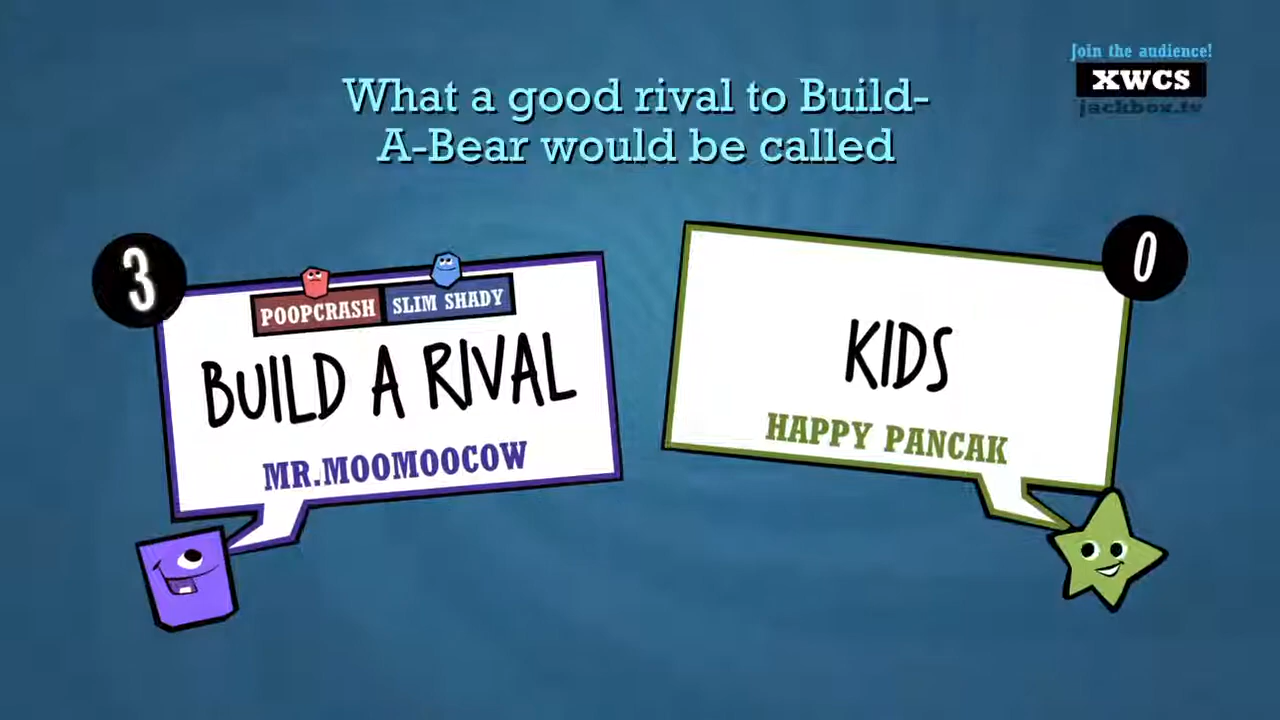 Join the audience!
XWCS
jackbox.tv
What a good rival to Build-
A-Bear would be called
3
POOPCRASH
SLIM SHADY
BUILD A RIVAL
MR.MOOMOOCOW
0
KIDS
HAPPY PANCAK